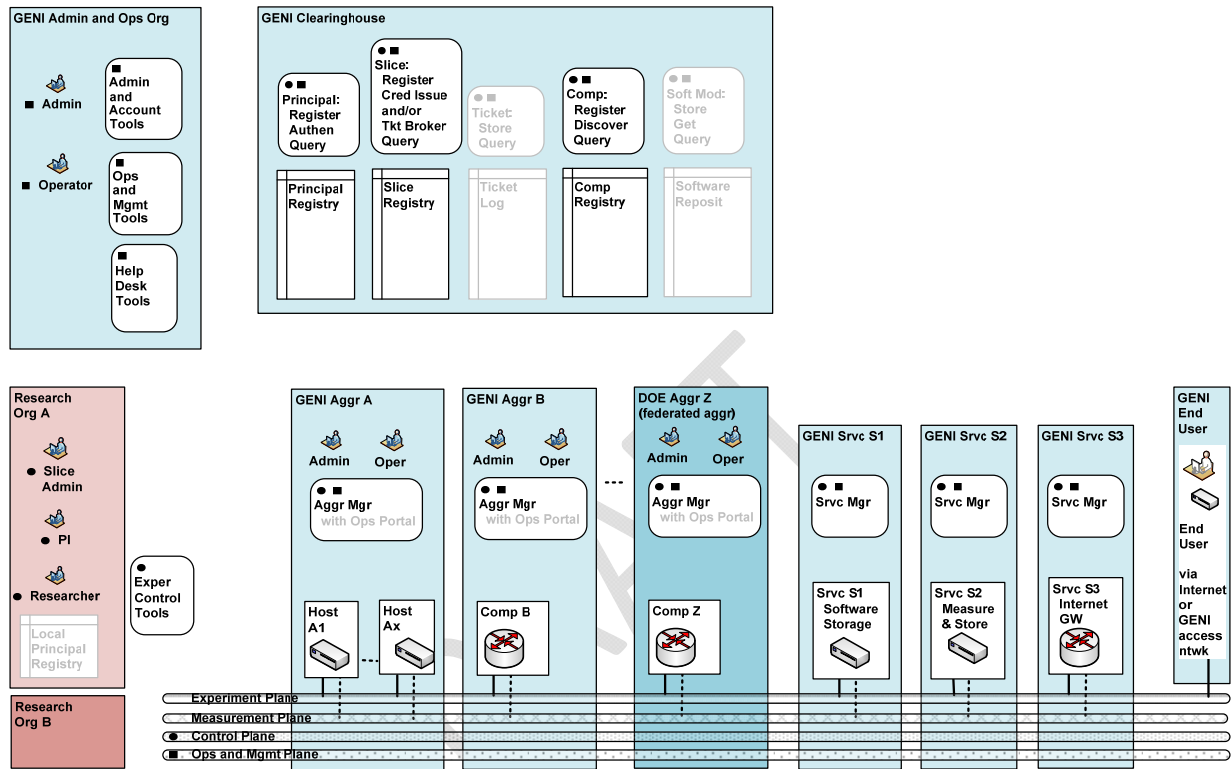 GENI Admin and Ops Org
Admin
Operator
Admin
and
Account
Tools
Ops
and
Mgmt
Tools
Help
Desk
Tools
GENI Clearinghouse
Principal:
Register
Authen
Query
Slice:
Register
Cred Issue
and/or
Tkt Broker
Query
Ticket:
Store
Query
Comp:
Register
Discover
Query
Soft Mod:
Store
Get
Query
Principal
Registry
Slice
Registry
Ticket
Log
Comp
Registry
Software
Reposit
DRAFT
Research
Org A
Slice
Admin
PI
Researcher
Local
Principal
Registry
Exper
Control
Tools
Research
Org B
GENI Aggr A
Admin Oper
Aggr Mgr
with Ops Portal
Host
A1
Host
Ax
GENI Aggr B
Admin Oper
Aggr Mgr
with Ops Portal
Comp B
DOE Aggr Z
(federated aggr)
Admin Oper
Aggr Mgr
with Ops Portal
Comp Z
GENI Srvc S1
Srvc Mgr
Srvc S1
Software
Storage
GENI Srvc S2
Srvc Mgr
Srvc S2
Measure
& Store
GENI Srvc S3
Srvc Mgr
Srvc S3
Internet
GW
GENI
End
User
End
User
via
Internet
or
GENI
access
ntwk
Experiment Plane
Measurement Plane
Control Plane
Ops and Mgmt Plane